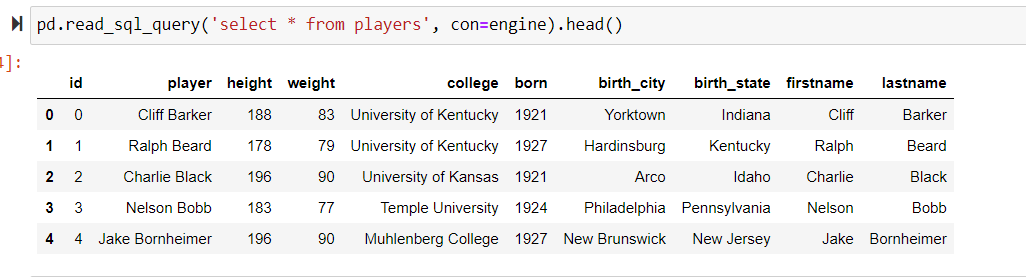 pd.read_sql_query('select * from players', con=engine).head()
]:
id player height weight college born birth_city birth_state firstname lastname
0 0 Cliff Barker 188 83 University of Kentucky 1921 Yorktown Indiana Cliff Barker
1 1 Ralph Beard 178 79 University of Kentucky 1927 Hardinsburg Kentucky Ralph Beard
2 2 Charlie Black 196 90 University of Kansas 1921 Arco Idaho Charlie Black
3 3 Nelson Bobb 183 77 Temple University 1924 Philadelphia Pennsylvania Nelson Bobb
4 4 Jake Bornheimer 196 90 Muhlenberg College 1927 New Brunswick New Jersey Jake Bornheimer